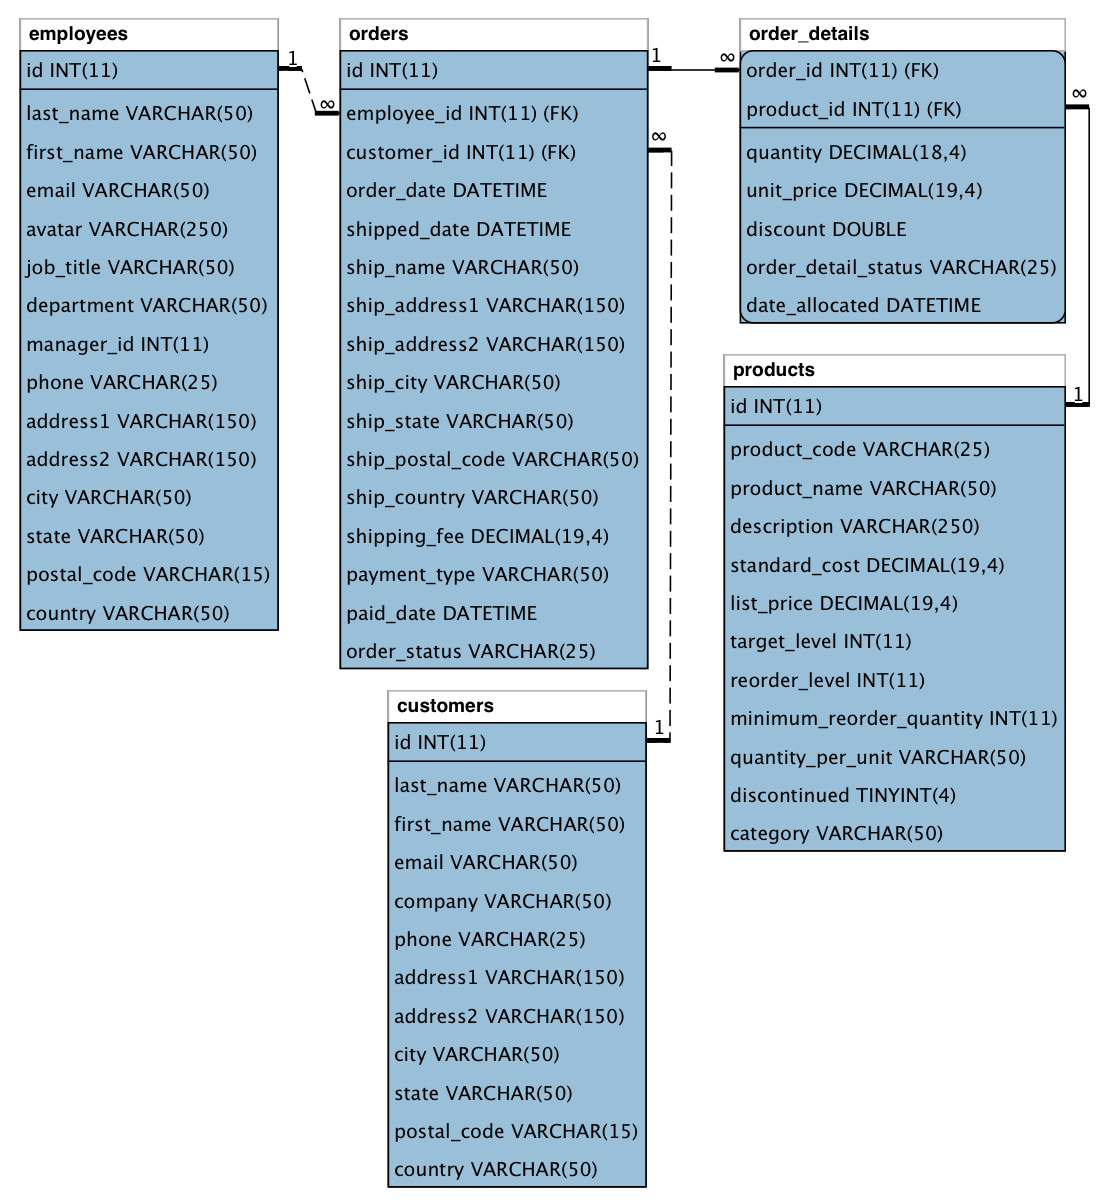 employees
id INT(11)
last_name VARCHAR(50)
first_name VARCHAR(50)
email VARCHAR(50)
avatar VARCHAR(250)
job_title VARCHAR(50)
department VARCHAR(50)
manager_id INT(11)
phone VARCHAR(25)
address1 VARCHAR(150)
address2 VARCHAR(150)
city VARCHAR(50)
state VARCHAR(50)
postal_code VARCHAR(15)
country VARCHAR(50)
1
∞
orders
id INT(11)
employee_id INT(11) (FK)
customer_id INT(11) (FK)
order_date DATETIME
shipped_date DATETIME
ship_name VARCHAR(50)
ship_address1 VARCHAR(150)
ship_address2 VARCHAR(150)
ship_city VARCHAR(50)
ship_state VARCHAR(50)
ship_postal_code VARCHAR(50)
ship_country VARCHAR(50)
shipping_fee DECIMAL(19,4)
payment_type VARCHAR(50)
paid_date DATETIME
order_status VARCHAR(25)
1
∞
∞
1
customers
id INT(11)
last_name VARCHAR(50)
first_name VARCHAR(50)
email VARCHAR(50)
company VARCHAR(50)
phone VARCHAR(25)
address1 VARCHAR(150)
address2 VARCHAR(150)
city VARCHAR(50)
state VARCHAR(50)
postal_code VARCHAR(15)
country VARCHAR(50)
order_details
order_id INT(11) (FK)
product_id INT(11) (FK)
quantity DECIMAL(18,4)
unit_price DECIMAL(19,4)
discount DOUBLE
order_detail_status VARCHAR(25)
date_allocated DATETIME
∞
1
products
id INT(11)
product_code VARCHAR(25)
product_name VARCHAR(50)
description VARCHAR(250)
standard_cost DECIMAL(19,4)
list_price DECIMAL(19,4)
target_level INT(11)
reorder_level INT(11)
minimum_reorder_quantity INT(11)
quantity_per_unit VARCHAR(50)
discontinued TINYINT(4)
category VARCHAR(50)